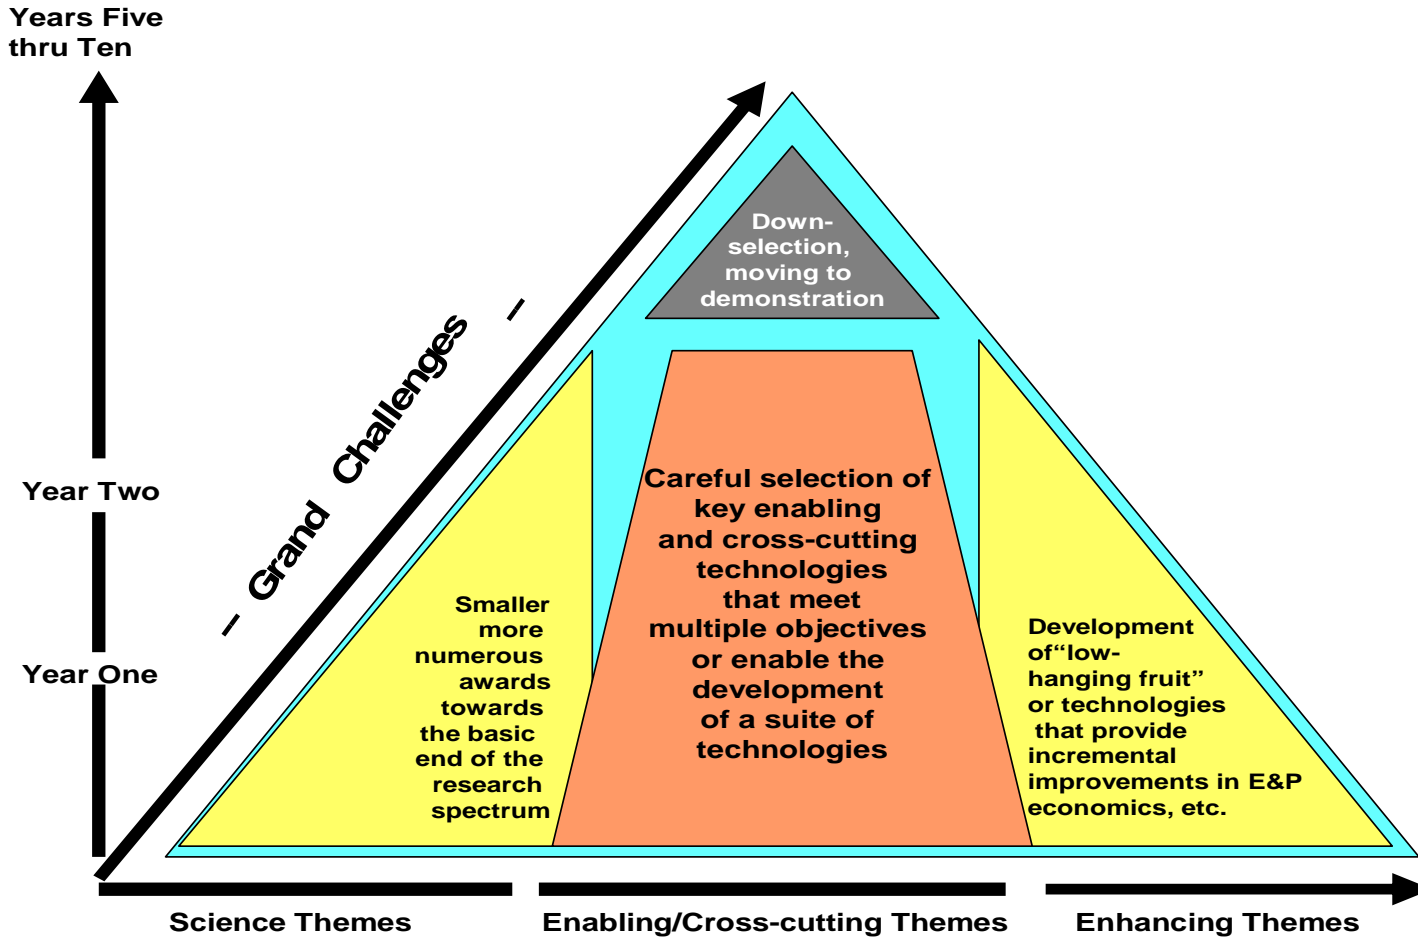 Years Five
thru Ten
Year Two
Year One
– Grand Challenges –
Down-
selection,
moving to
demonstration
Smaller
more
numerous
awards
towards
the basic
end of the
research
spectrum
Careful selection of
key enabling
and cross-cutting
technologies
that meet
multiple objectives
or enable the
development
of a suite of
technologies
Development
of“low-
hanging fruit”
or technologies
that provide
incremental
improvements in E&P
economics, etc.
Science Themes
Enabling/Cross-cutting Themes
Enhancing Themes